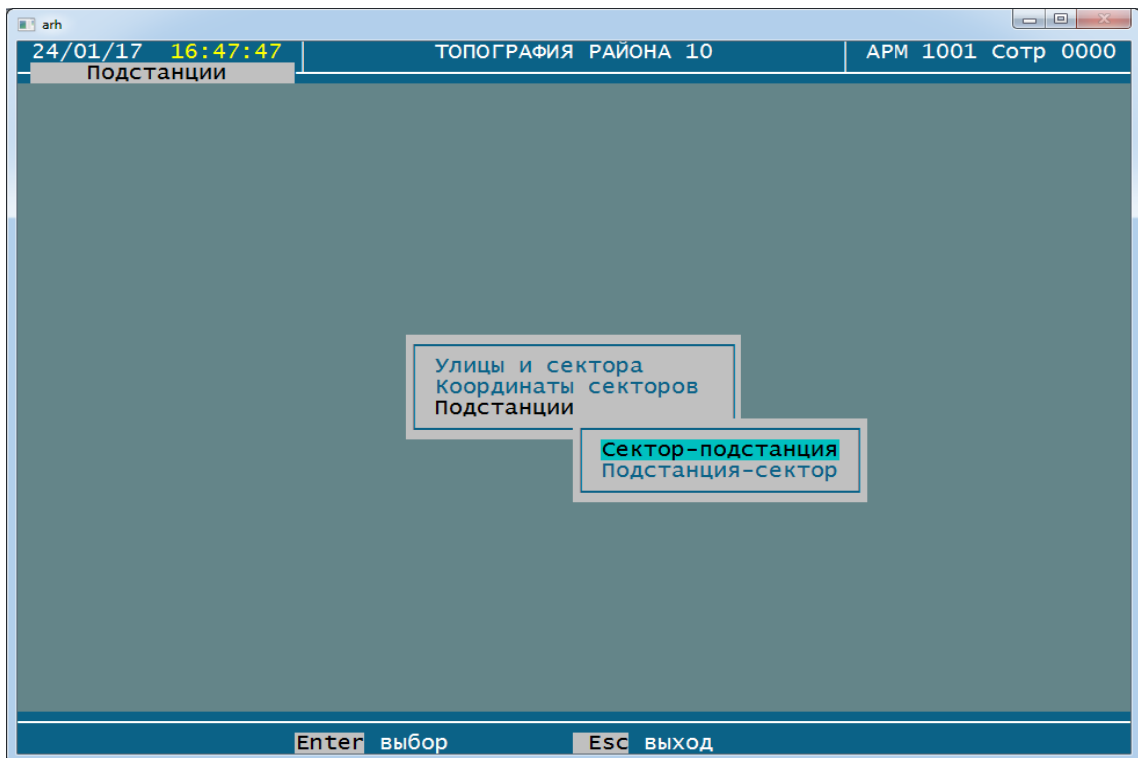 arh
24/01/17 16:47:47 ТОПОГРАФИЯ РАЙОНА 10 АРМ 1001 Сотр 0000
Подстанции
Улицы и сектора
Координаты секторов
Подстанции
Сектор-подстанция
Подстанция-сектор
Enter выбор Esc выход